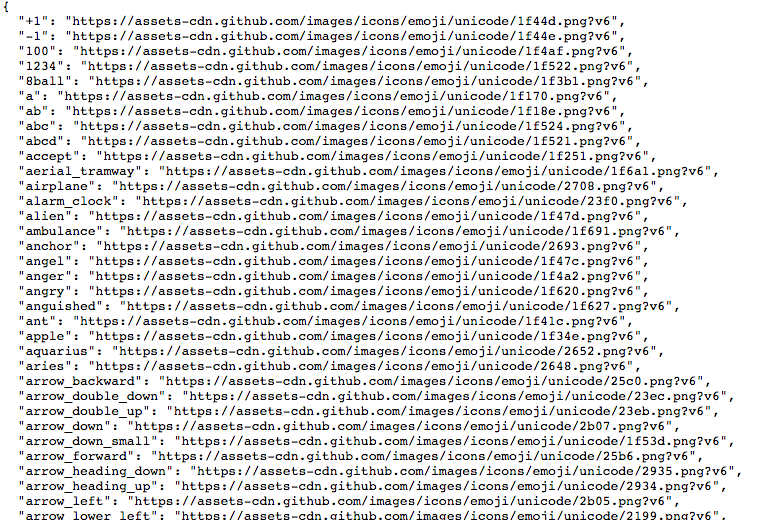 {
"+1": "https://assets-cdn.github.com/images/icons/emoji/unicode/1f44d.png?v6",
"-1": "https://assets-cdn.github.com/images/icons/emoji/unicode/1f44e.png?v6",
"100": "https://assets-cdn.github.com/images/icons/emoji/unicode/1f4af.png?v6",
"1234": "https://assets-cdn.github.com/images/icons/emoji/unicode/1f522.png?v6",
"8ball": "https://assets-cdn.github.com/images/icons/emoji/unicode/1f3b1.png?v6",
"a": "https://assets-cdn.github.com/images/icons/emoji/unicode/1f170.png?v6",
"ab": "https://assets-cdn.github.com/images/icons/emoji/unicode/1f18e.png?v6",
"abc": "https://assets-cdn.github.com/images/icons/emoji/unicode/1f524.png?v6",
"abcd": "https://assets-cdn.github.com/images/icons/emoji/unicode/1f521.png?v6",
"accept": "https://assets-cdn.github.com/images/icons/emoji/unicode/1f251.png?v6",
"aerial_tramway": "https://assets-cdn.github.com/images/icons/emoji/unicode/1f6a1.png?v6",
"airplane": "https://assets-cdn.github.com/images/icons/emoji/unicode/2708.png?v6",
"alarm_clock": "https://assets-cdn.github.com/images/icons/emoji/unicode/23f0.png?v6",
"alien": "https://assets-cdn.github.com/images/icons/emoji/unicode/1f47d.png?v6",
"ambulance": "https://assets-cdn.github.com/images/icons/emoji/unicode/1f691.png?v6",
"anchor": "https://assets-cdn.github.com/images/icons/emoji/unicode/2693.png?v6",
"angel": "https://assets-cdn.github.com/images/icons/emoji/unicode/1f47c.png?v6",
"anger": "https://assets-cdn.github.com/images/icons/emoji/unicode/1f4a2.png?v6",
"angry": "https://assets-cdn.github.com/images/icons/emoji/unicode/1f620.png?v6",
"anguished": "https://assets-cdn.github.com/images/icons/emoji/unicode/1f627.png?v6",
"ant": "https://assets-cdn.github.com/images/icons/emoji/unicode/1f41c.png?v6",
"apple": "https://assets-cdn.github.com/images/icons/emoji/unicode/1f34e.png?v6",
"aquarius": "https://assets-cdn.github.com/images/icons/emoji/unicode/2652.png?v6",
"aries": "https://assets-cdn.github.com/images/icons/emoji/unicode/2648.png?v6",
"arrow_backward": "https://assets-cdn.github.com/images/icons/emoji/unicode/25c0.png?v6",
"arrow_double_down": "https://assets-cdn.github.com/images/icons/emoji/unicode/23ec.png?v6",
"arrow_double_up": "https://assets-cdn.github.com/images/icons/emoji/unicode/23eb.png?v6",
"arrow_down": "https://assets-cdn.github.com/images/icons/emoji/unicode/2b07.png?v6",
"arrow_down_small": "https://assets-cdn.github.com/images/icons/emoji/unicode/1f53d.png?v6",
"arrow_forward": "https://assets-cdn.github.com/images/icons/emoji/unicode/25b6.png?v6",
"arrow_heading_down": "https://assets-cdn.github.com/images/icons/emoji/unicode/2935.png?v6",
"arrow_heading_up": "https://assets-cdn.github.com/images/icons/emoji/unicode/2934.png?v6",
"arrow_left": "https://assets-cdn.github.com/images/icons/emoji/unicode/2b05.png?v6",
"arrow_lower_left": "https://assets-cdn.github.com/images/icons/emoji/unicode/2199.png?v6",